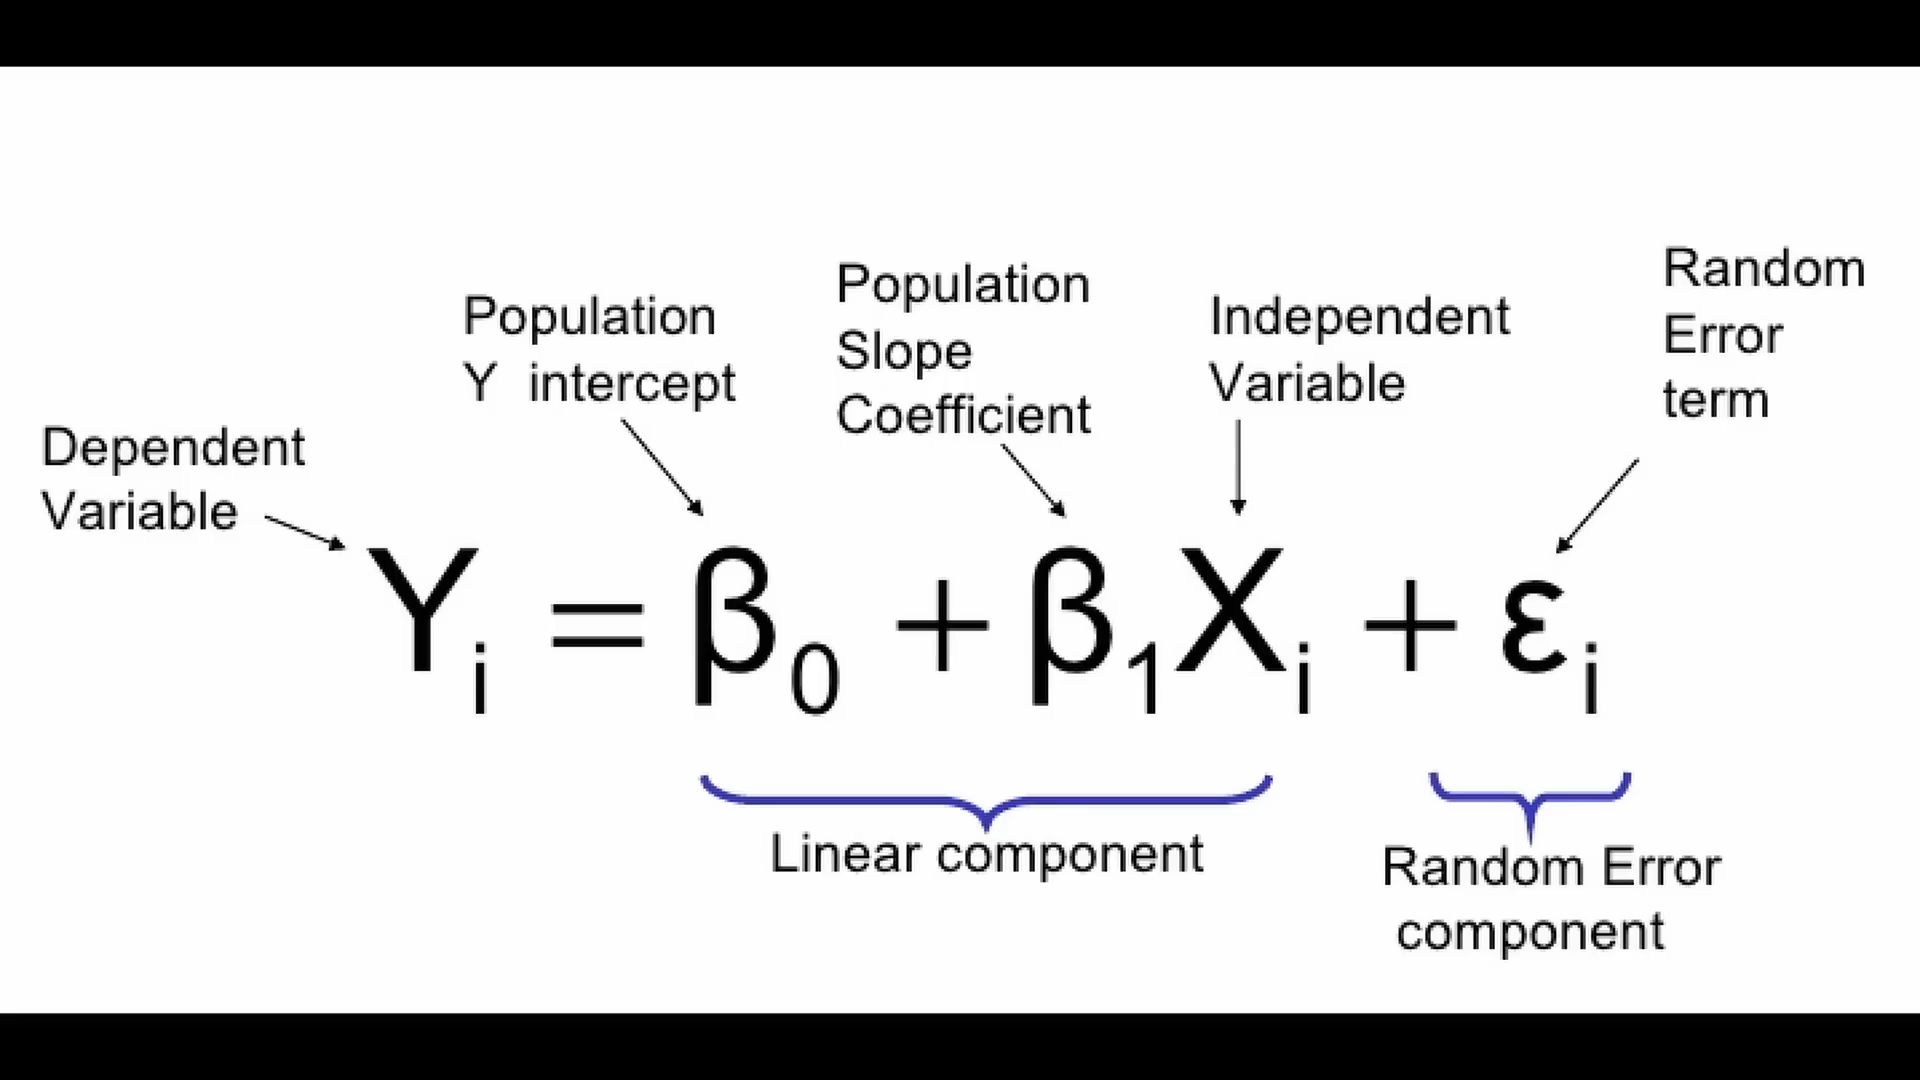 Dependent
Variable
Population
Y intercept
Population
Slope
Coefficient
Independent
Variable
Random
Error
term
Yᵢ = β₀ + β₁Xᵢ + εᵢ
Linear component
Random Error
component